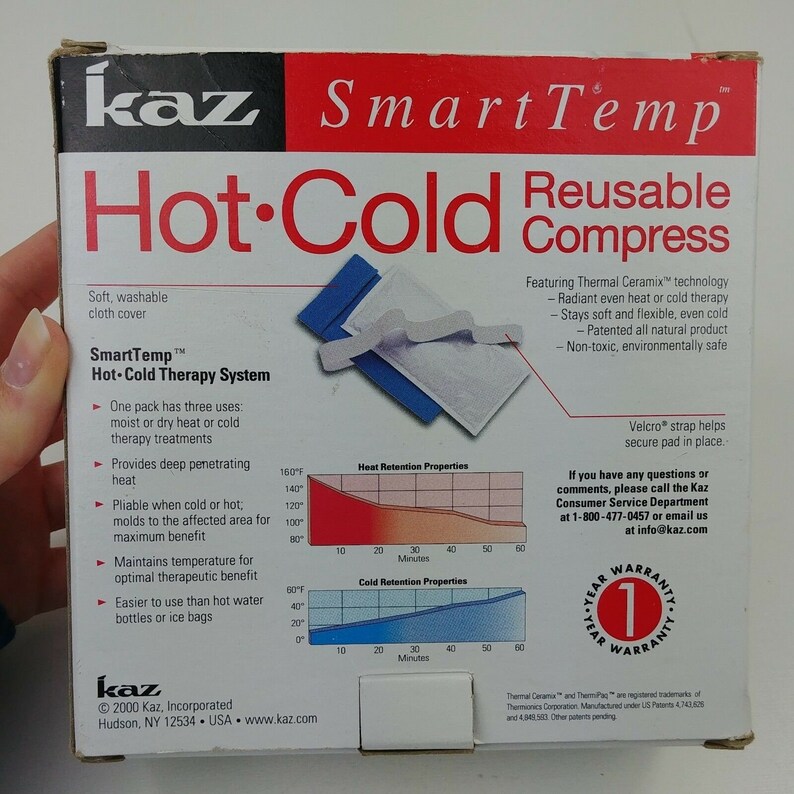 kaz SmartTemp™
Hot•Cold Reusable Compress
Soft, washable
cloth cover
Featuring Thermal Ceramix™ technology
– Radiant even heat or cold therapy
– Stays soft and flexible, even cold
– Patented all natural product
– Non-toxic, environmentally safe
SmartTemp™
Hot•Cold Therapy System
► One pack has three uses:
moist or dry heat or cold
therapy treatments
► Provides deep penetrating
heat
► Pliable when cold or hot;
molds to the affected area for
maximum benefit
► Maintains temperature for
optimal therapeutic benefit
► Easier to use than hot water
bottles or ice bags
Velcro® strap helps
secure pad in place.
Heat Retention Properties
160°F
140°
120°
100°
80°
10 20 30 40 50 60
Minutes
Cold Retention Properties
60°F
40°
20°
0°
10 20 30 40 50 60
Minutes
If you have any questions or
comments, please call the Kaz
Consumer Service Department
at 1-800-477-0457 or email us
at info@kaz.com
•YEAR WARRANTY•
1
YEAR WARRANTY
kaz
© 2000 Kaz, Incorporated
Hudson, NY 12534 • USA • www.kaz.com
Thermal Ceramix™ and ThermiPaq™ are registered trademarks of
Thermionics Corporation. Manufactured under US Patents 4,743,626
and 4,849,593. Other patents pending.